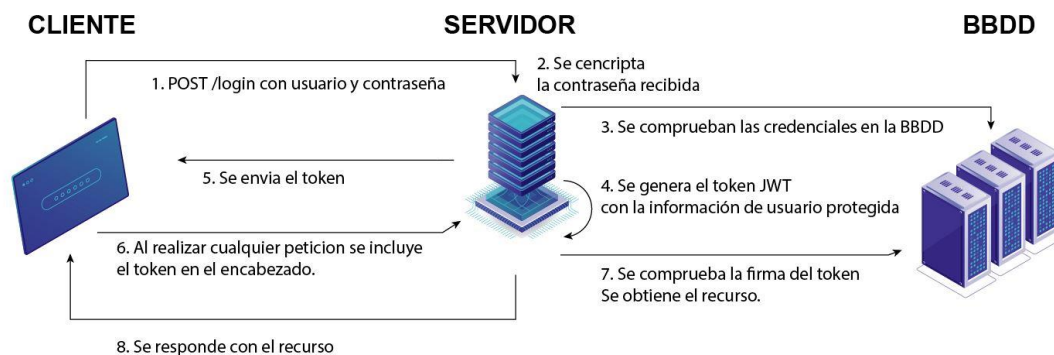 CLIENTE
SERVIDOR
BBDD
1. POST /login con usuario y contraseña
2. Se cencripta
la contraseña recibida
3. Se comprueban las credenciales en la BBDD
4. Se genera el token JWT
con la información de usuario protegida
5. Se envia el token
6. Al realizar cualquier peticion se incluye
el token en el encabezado.
7. Se comprueba la firma del token
Se obtiene el recurso.
8. Se responde con el recurso